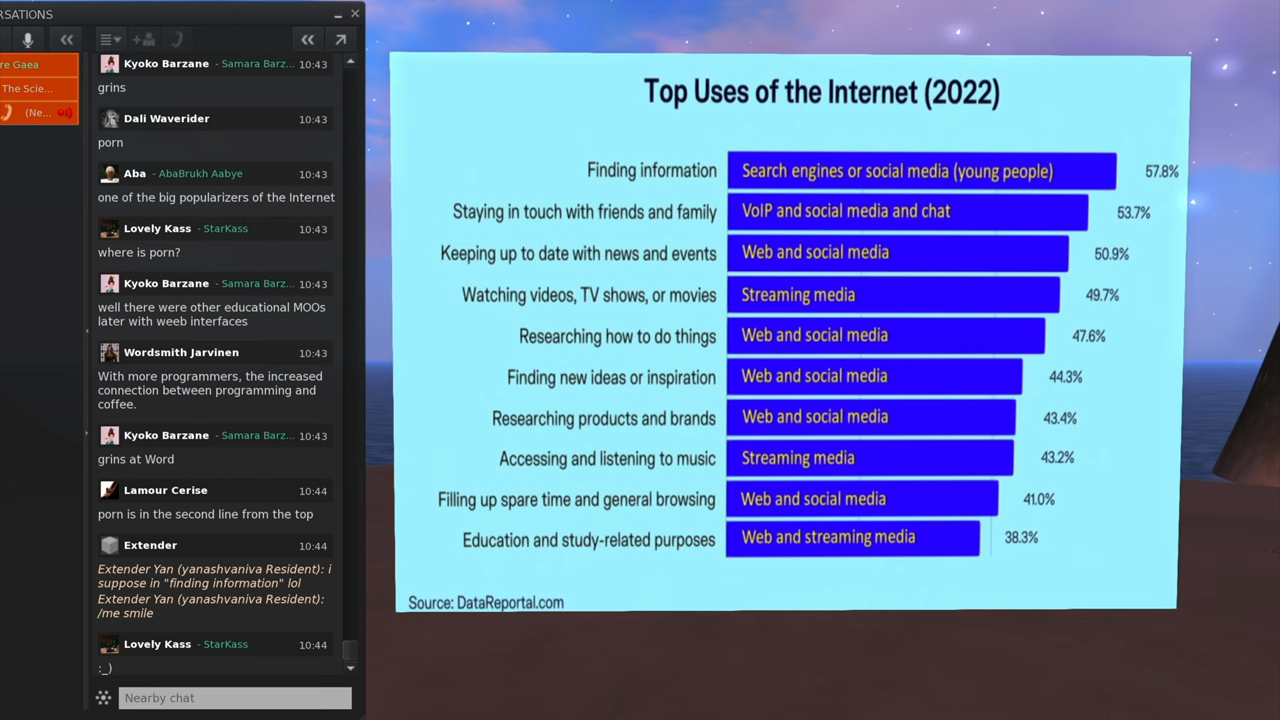 RSATIONS
re Gaea
The Scie...
(Ne...
Kyoko Barzane - Samara Barz... 10:43
grins
Dali Waverider 10:43
porn
Aba - AbaBrukh Aabye 10:43
one of the big popularizers of the Internet
Lovely Kass - StarKass 10:43
where is porn?
Kyoko Barzane - Samara Barz... 10:43
well there were other educational MOOs
later with weeb interfaces
Wordsmith Jarvinen 10:43
With more programmers, the increased
connection between programming and
coffee.
Kyoko Barzane - Samara Barz... 10:43
grins at Word
Lamour Cerise 10:44
porn is in the second line from the top
Extender 10:44
Extender Yan (yanashvaniva Resident): i
suppose in "finding information" lol
Extender Yan (yanashvaniva Resident):
/me smile
Lovely Kass - StarKass 10:44
:_)
Nearby chat
Top Uses of the Internet (2022)
Finding information Search engines or social media (young people) 57.8%
Staying in touch with friends and family VoIP and social media and chat 53.7%
Keeping up to date with news and events Web and social media 50.9%
Watching videos, TV shows, or movies Streaming media 49.7%
Researching how to do things Web and social media 47.6%
Finding new ideas or inspiration Web and social media 44.3%
Researching products and brands Web and social media 43.4%
Accessing and listening to music Streaming media 43.2%
Filling up spare time and general browsing Web and social media 41.0%
Education and study-related purposes Web and streaming media 38.3%
Source: DataReportal.com